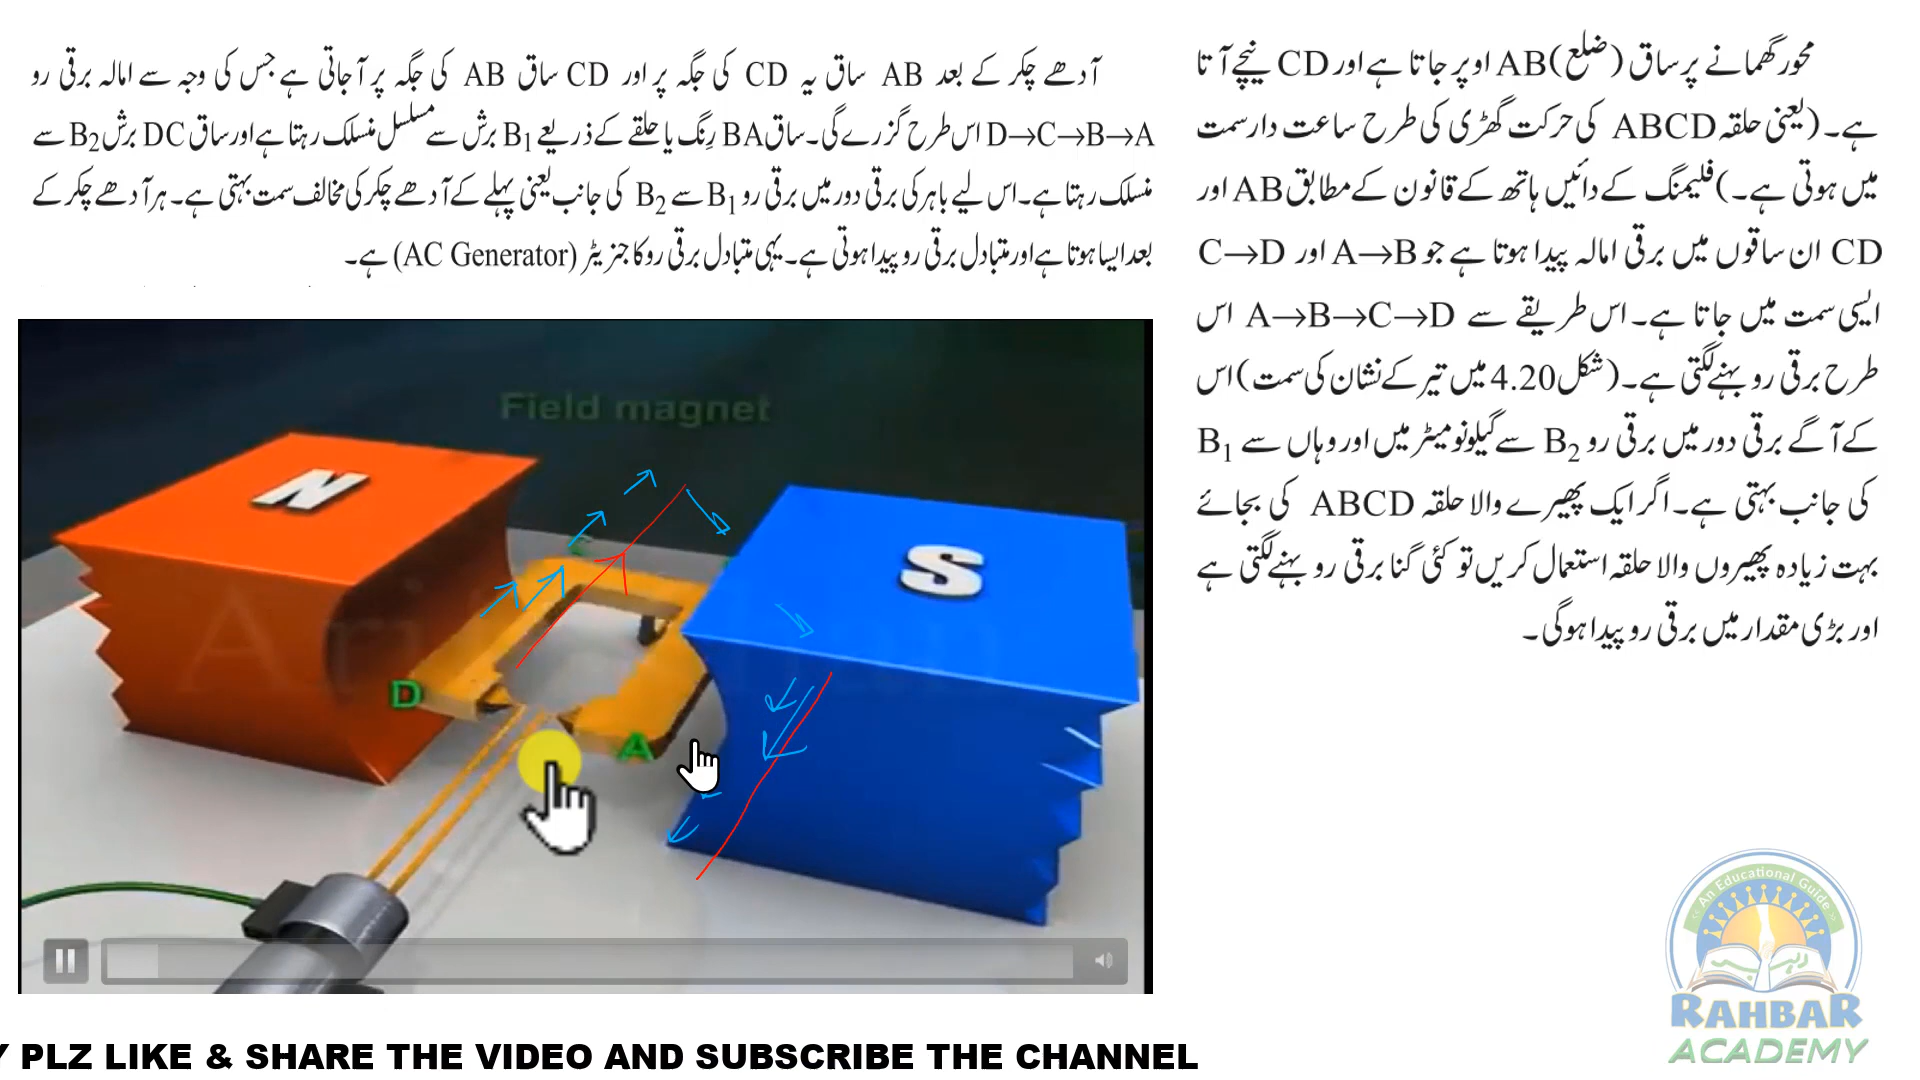 محور گھمانے پر ساق (ضلع) AB اوپر جاتا ہے اور CD نیچے آتا
ہے۔ (یعنی حلقہ ABCD کی حرکت گھڑی کی طرح ساعت دار سمت
میں ہوتی ہے۔) فلیمنگ کے دائیں ہاتھ کے قانون کے مطابق AB اور
CD ان ساقوں میں برقی امالہ پیدا ہوتا ہے جو A→B اور C→D
ایسی سمت میں جاتا ہے۔ اس طریقے سے A→B→C→D اس
طرح برقی رو بہنے لگتی ہے۔ (شکل 4.20 میں تیر کے نشان کی سمت) اس
کے آگے برقی دور میں برقی رو B2 سے گیلونومیٹر میں اور وہاں سے B1
کی جانب بہتی ہے۔ اگر ایک پھیرے والا حلقہ ABCD کی بجائے
بہت زیادہ پھیروں والا حلقہ استعمال کریں تو کئی گنا برقی رو بہنے لگتی ہے
اور بڑی مقدار میں برقی رو پیدا ہوگی۔
آدھے چکر کے بعد AB ساق یہ CD کی جگہ پر اور CD ساق AB کی جگہ پر آجاتی ہے جس کی وجہ سے امالہ برقی رو
D→C→B→A اس طرح گزرے گی۔ ساق BA رِنگ یا حلقے کے ذریعے B1 برش سے مسلسل منسلک رہتا ہے اور ساق DC برش B2 سے
منسلک رہتا ہے۔ اس لیے باہر کی برقی دور میں برقی رو B1 سے B2 کی جانب یعنی پہلے کے آدھے چکر کی مخالف سمت بہتی ہے۔ ہر آدھے چکر کے
بعد ایسا ہوتا ہے اور متبادل برقی رو پیدا ہوتی ہے۔ یہی متبادل برقی رو کا جنریٹر (AC Generator) ہے۔
Field magnet
N
S
D
A
An Educational Guide
رہبر
RAHBAR
ACADEMY
Y PLZ LIKE & SHARE THE VIDEO AND SUBSCRIBE THE CHANNEL